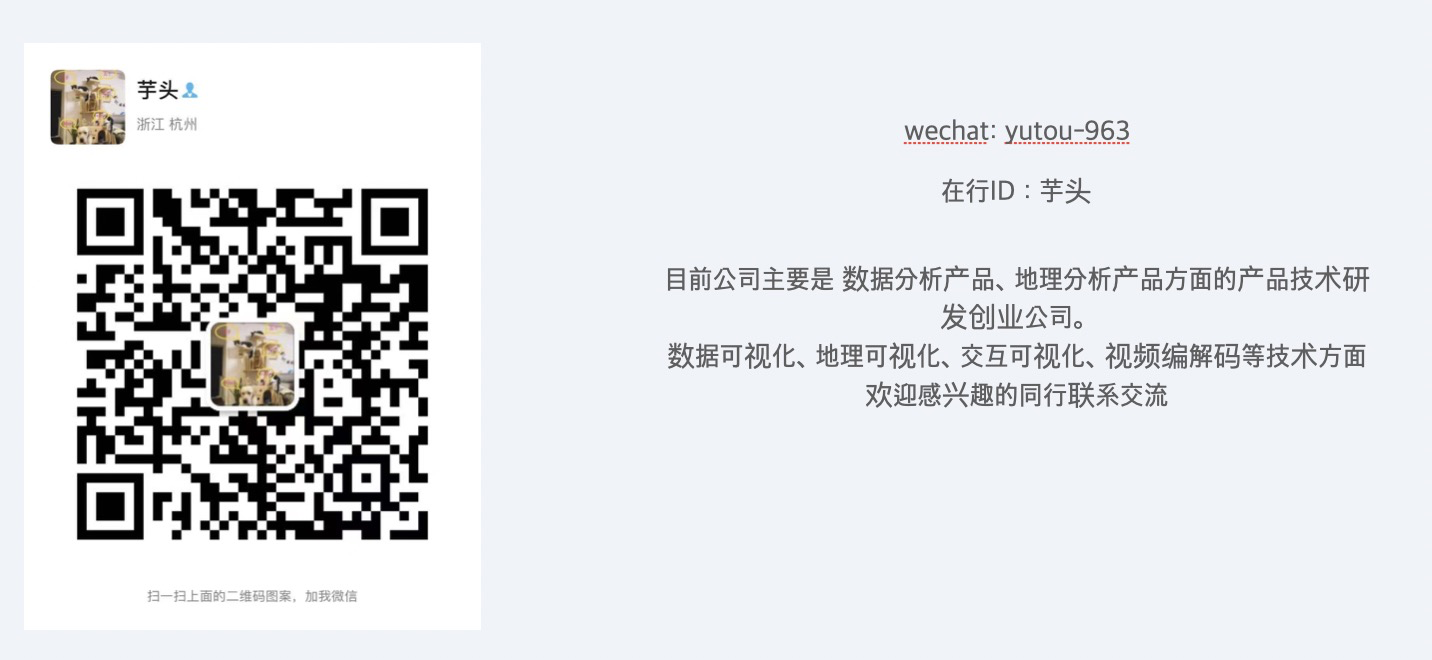 芋头
浙江 杭州
扫一扫上面的二维码图案，加我微信
wechat: yutou-963
在行ID：芋头
目前公司主要是 数据分析产品、地理分析产品方面的产品技术研
发创业公司。
数据可视化、地理可视化、交互可视化、视频编解码等技术方面
欢迎感兴趣的同行联系交流